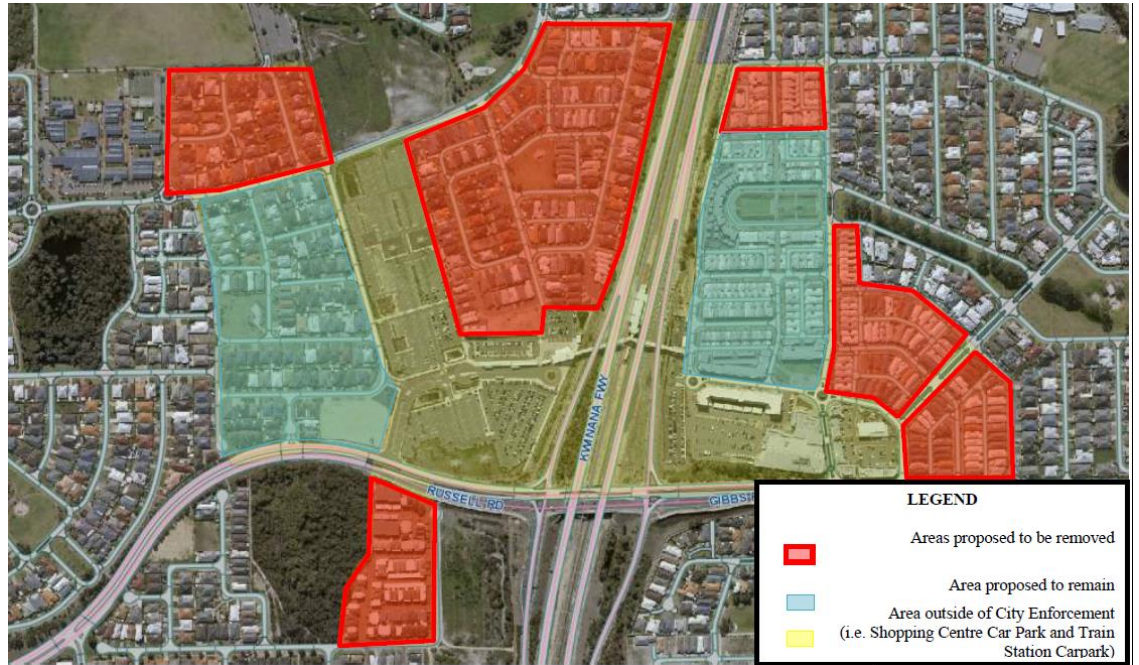 KWINANA FWY
RUSSELL RD
LEGEND
Areas proposed to be removed
Area proposed to remain
Area outside of City Enforcement
(i.e. Shopping Centre Car Park and Train
Station Carpark)